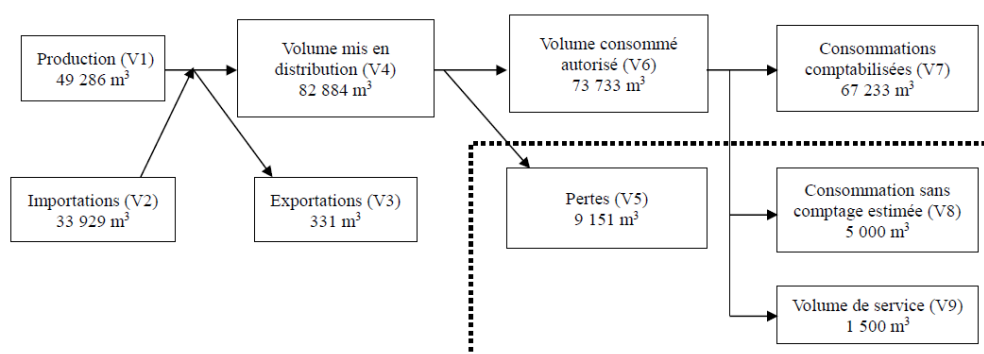 Production (V1)
49 286 m³
Volume mis en
distribution (V4)
82 884 m³
Volume consommé
autorisé (V6)
73 733 m³
Consommations
comptabilisées (V7)
67 233 m³
Importations (V2)
33 929 m³
Exportations (V3)
331 m³
Pertes (V5)
9 151 m³
Consommation sans
comptage estimée (V8)
5 000 m³
Volume de service (V9)
1 500 m³